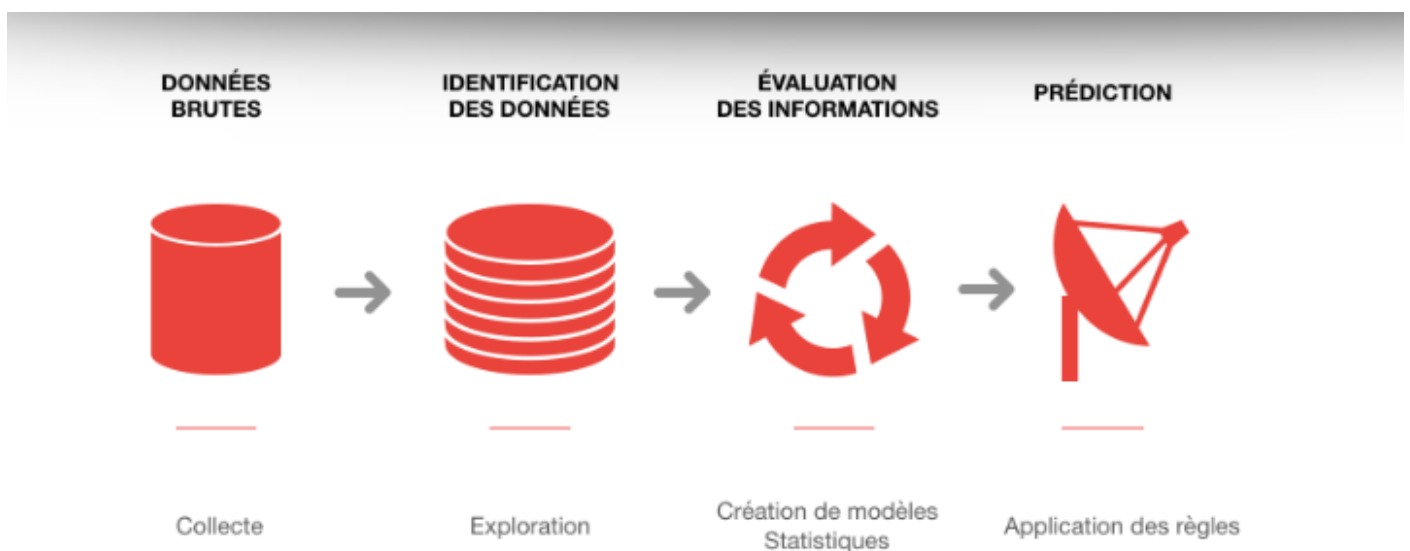 DONNÉES
BRUTES
IDENTIFICATION
DES DONNÉES
ÉVALUATION
DES INFORMATIONS
PRÉDICTION
Collecte
Exploration
Création de modèles
Statistiques
Application des règles